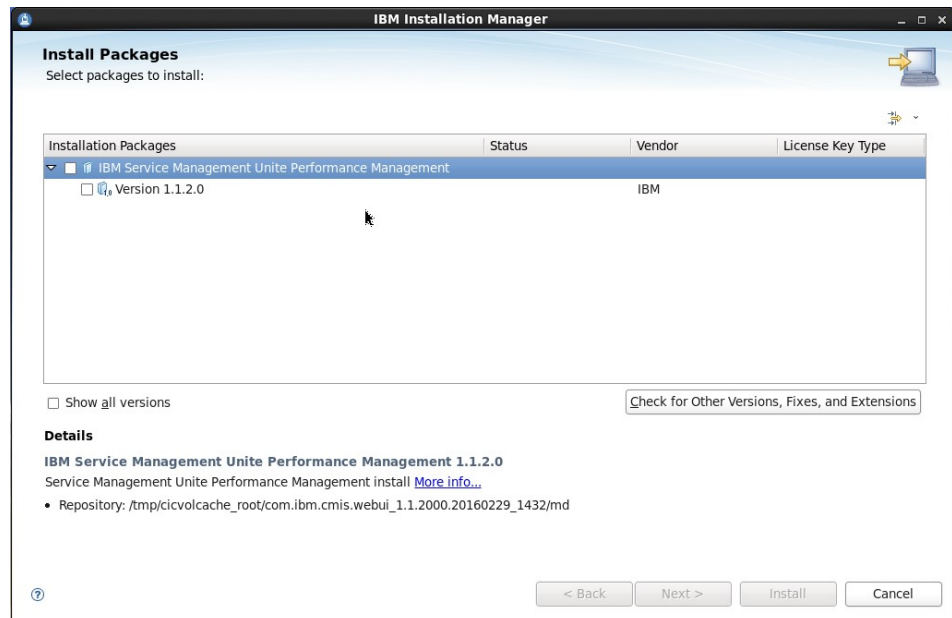 IBM Installation Manager
Install Packages
Select packages to install:
Installation Packages Status Vendor License Key Type
IBM Service Management Unite Performance Management
Version 1.1.2.0 IBM
Show all versions Check for Other Versions, Fixes, and Extensions
Details
IBM Service Management Unite Performance Management 1.1.2.0
Service Management Unite Performance Management install More info...
• Repository: /tmp/cicvolcache_root/com.ibm.cmis.webui_1.1.2000.20160229_1432/md
? < Back Next > Install Cancel